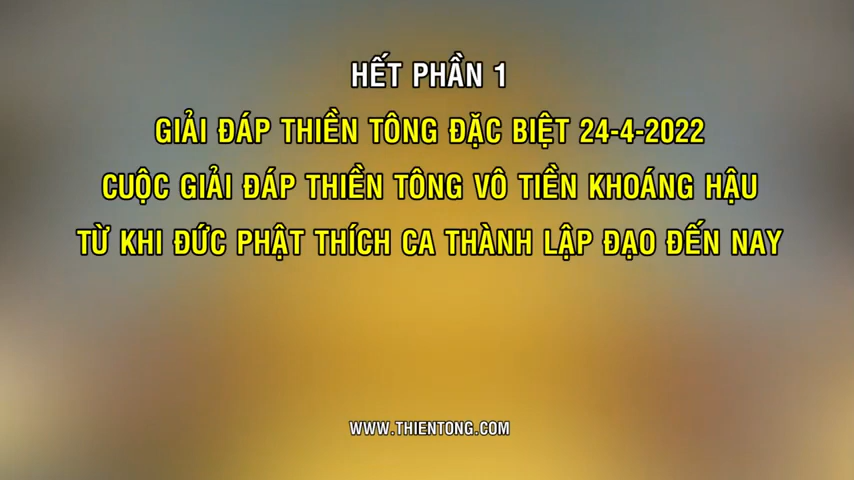 HẾT PHẦN 1
GIẢI ĐÁP THIỀN TÔNG ĐẶC BIỆT 24-4-2022
CUỘC GIẢI ĐÁP THIỀN TÔNG VÔ TIỀN KHOÁNG HẬU
TỪ KHI ĐỨC PHẬT THÍCH CA THÀNH LẬP ĐẠO ĐẾN NAY
WWW.THIENTONG.COM